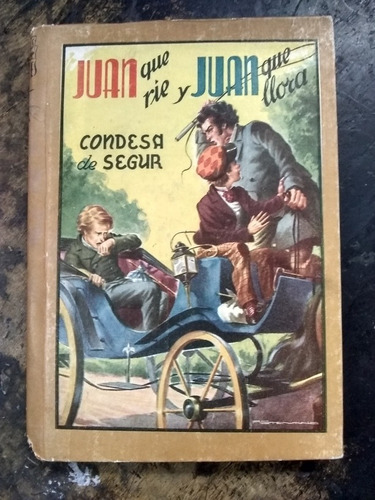 JUAN que ríe y JUAN que llora
CONDESA
de SEGUR